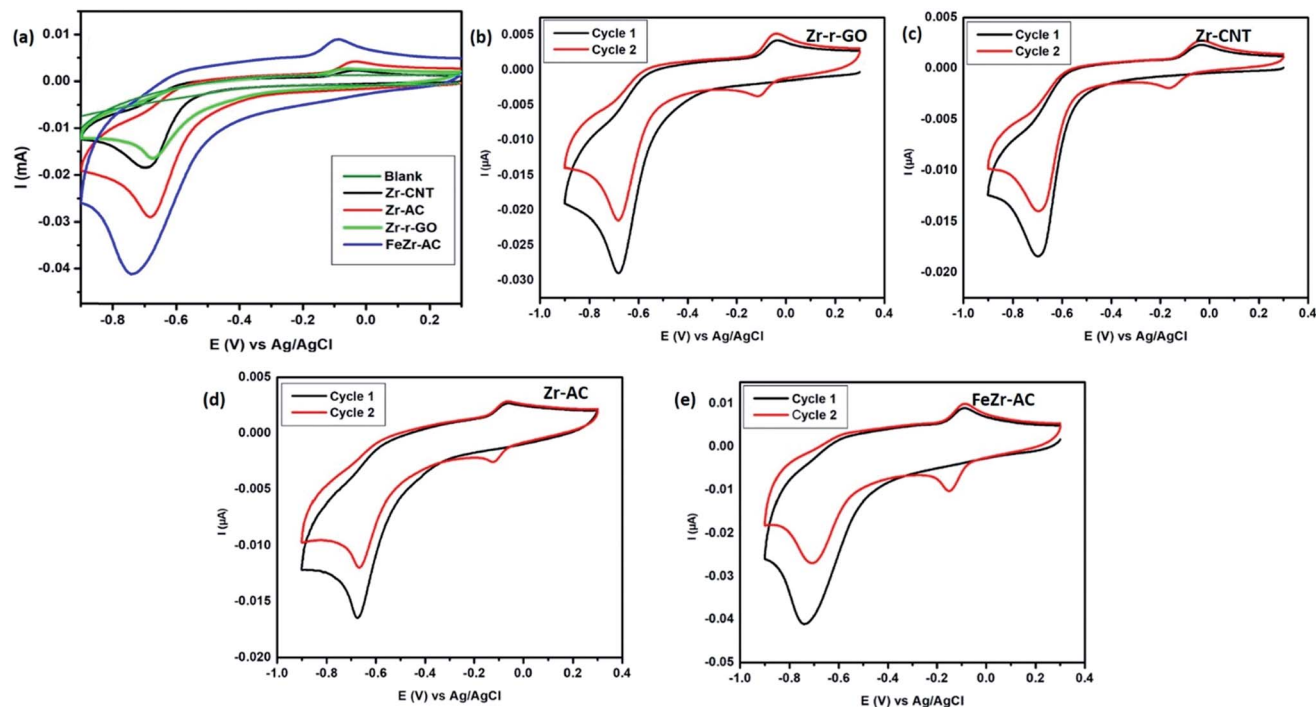 (a)
I (mA)
0.01
0.00
-0.01
-0.02
-0.03
-0.04
Blank
Zr-CNT
Zr-AC
Zr-r-GO
FeZr-AC
-0.8 -0.6 -0.4 -0.2 0.0 0.2
E (V) vs Ag/AgCl
(b)
Cycle 1
Cycle 2
Zr-r-GO
I (µA)
0.005
0.000
-0.005
-0.010
-0.015
-0.020
-0.025
-0.030
-1.0 -0.8 -0.6 -0.4 -0.2 0.0 0.2 0.4
E (V) vs Ag/AgCl
(c)
Cycle 1
Cycle 2
Zr-CNT
I (µA)
0.005
0.000
-0.005
-0.010
-0.015
-0.020
-1.0 -0.8 -0.6 -0.4 -0.2 0.0 0.2 0.4
E (V) vs Ag/AgCl
(d)
Cycle 1
Cycle 2
Zr-AC
I (µA)
0.005
0.000
-0.005
-0.010
-0.015
-0.020
-1.0 -0.8 -0.6 -0.4 -0.2 0.0 0.2 0.4
E (V) vs Ag/AgCl
(e)
Cycle 1
Cycle 2
FeZr-AC
I (µA)
0.01
0.00
-0.01
-0.02
-0.03
-0.04
-0.05
-1.0 -0.8 -0.6 -0.4 -0.2 0.0 0.2 0.4
E (V) vs Ag/AgCl